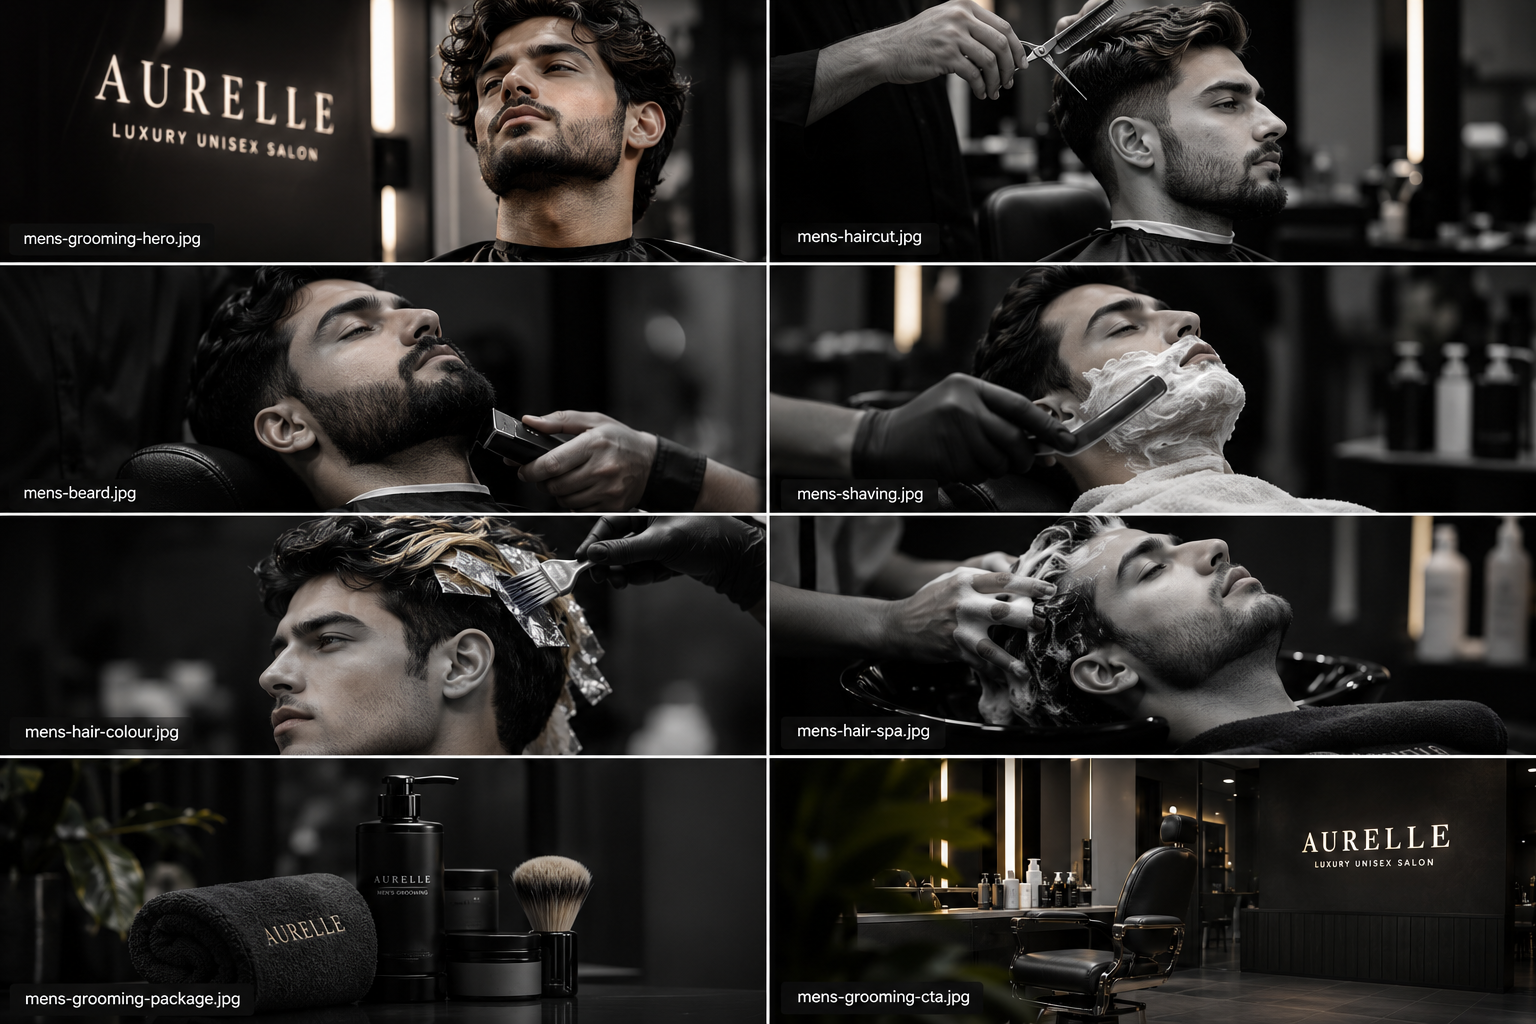 AURELLE
LUXURY UNISEX SALON
mens-grooming-hero.jpg
mens-haircut.jpg
mens-beard.jpg
mens-shaving.jpg
mens-hair-colour.jpg
mens-hair-spa.jpg
AURELLE
AURELLE
MEN'S GROOMING
mens-grooming-package.jpg
AURELLE
LUXURY UNISEX SALON
mens-grooming-cta.jpg